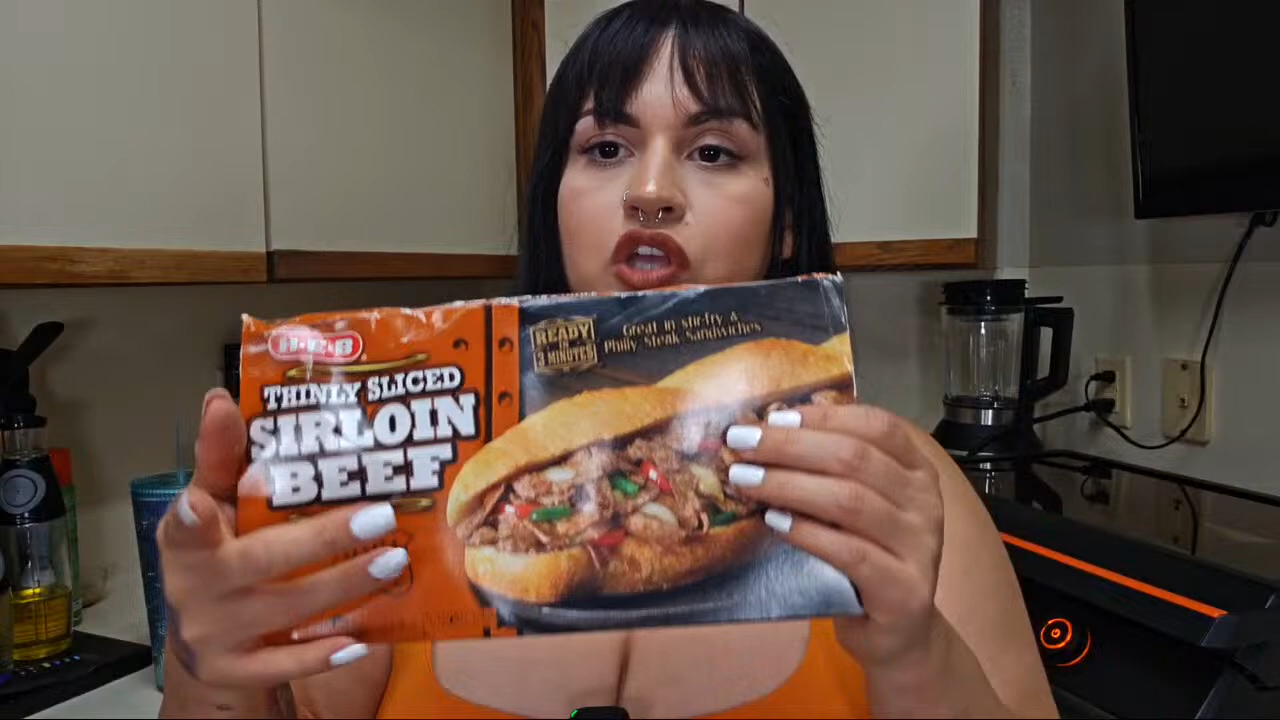 H-E-B
THINLY SLICED
SIRLOIN
BEEF
READY
IN
3 MINUTES
Great in stir-fry &
Philly Steak Sandwiches